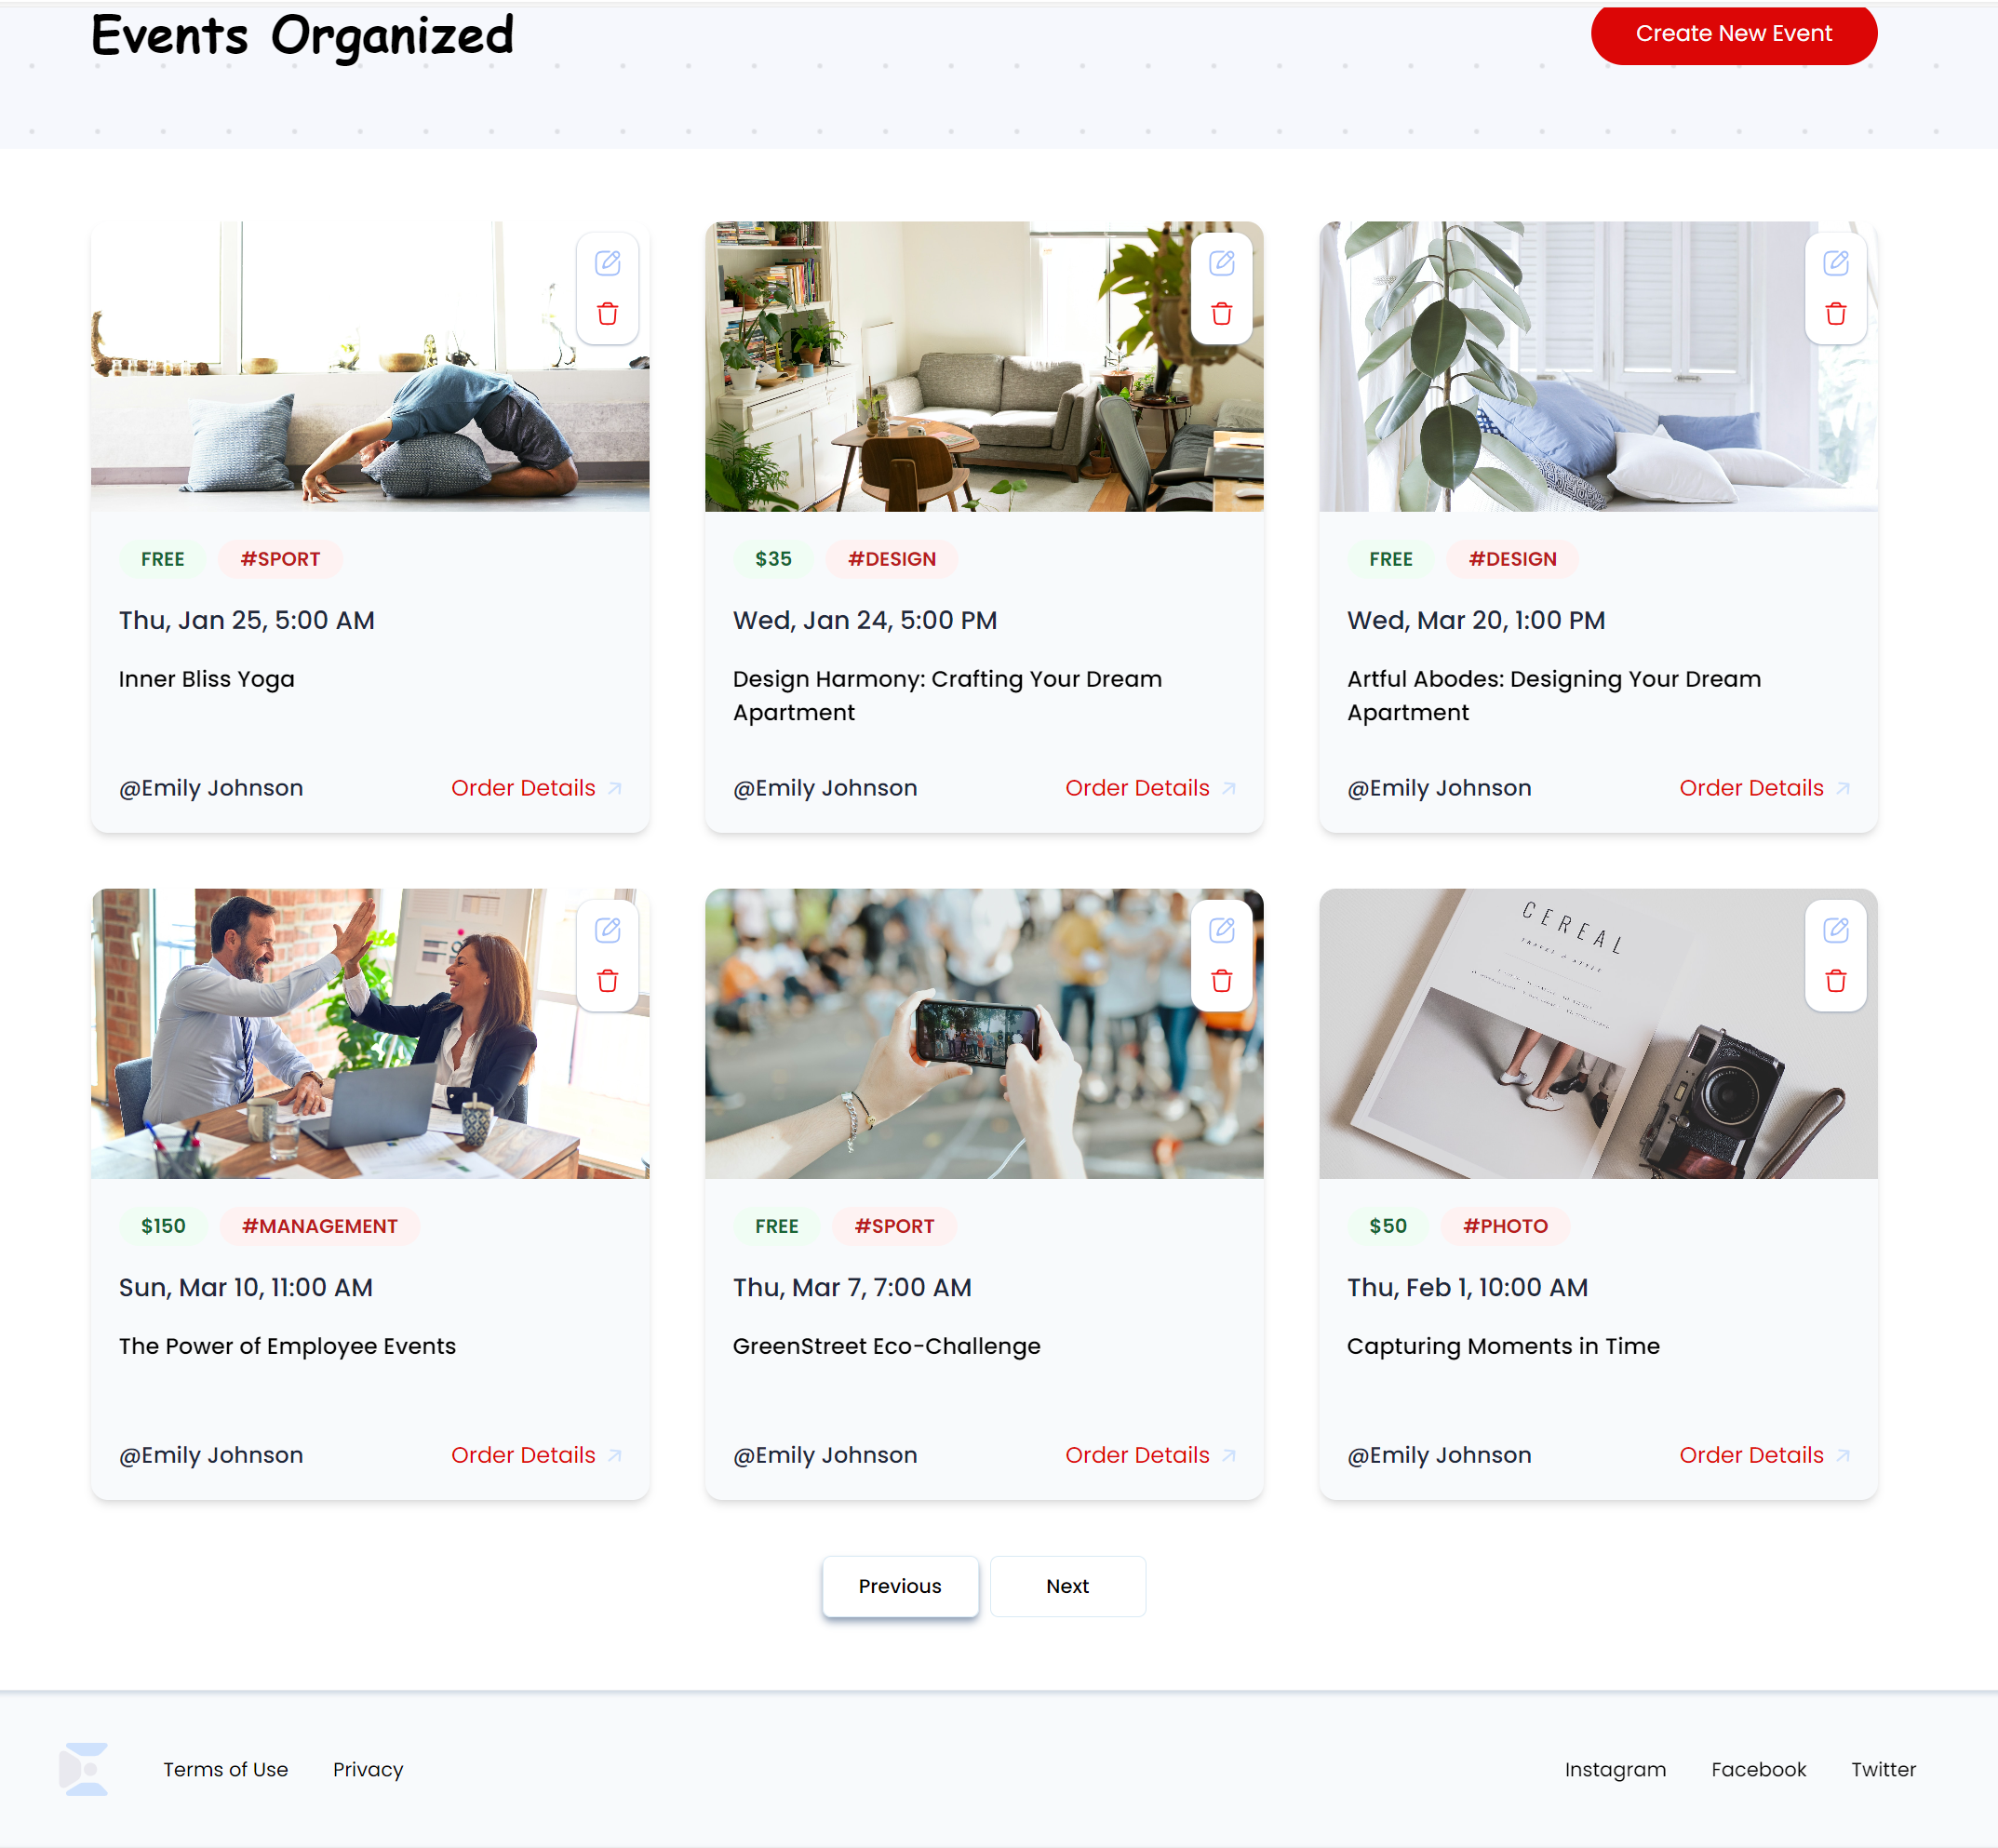 Events Organized
Create New Event
FREE
#SPORT
Thu, Jan 25, 5:00 AM
Inner Bliss Yoga
@Emily Johnson
Order Details
$35
#DESIGN
Wed, Jan 24, 5:00 PM
Design Harmony: Crafting Your Dream
Apartment
@Emily Johnson
Order Details
FREE
#DESIGN
Wed, Mar 20, 1:00 PM
Artful Abodes: Designing Your Dream
Apartment
@Emily Johnson
Order Details
$150
#MANAGEMENT
Sun, Mar 10, 11:00 AM
The Power of Employee Events
@Emily Johnson
Order Details
FREE
#SPORT
Thu, Mar 7, 7:00 AM
GreenStreet Eco-Challenge
@Emily Johnson
Order Details
CEREAL
$50
#PHOTO
Thu, Feb 1, 10:00 AM
Capturing Moments in Time
@Emily Johnson
Order Details
Previous
Next
Terms of Use
Privacy
Instagram
Facebook
Twitter